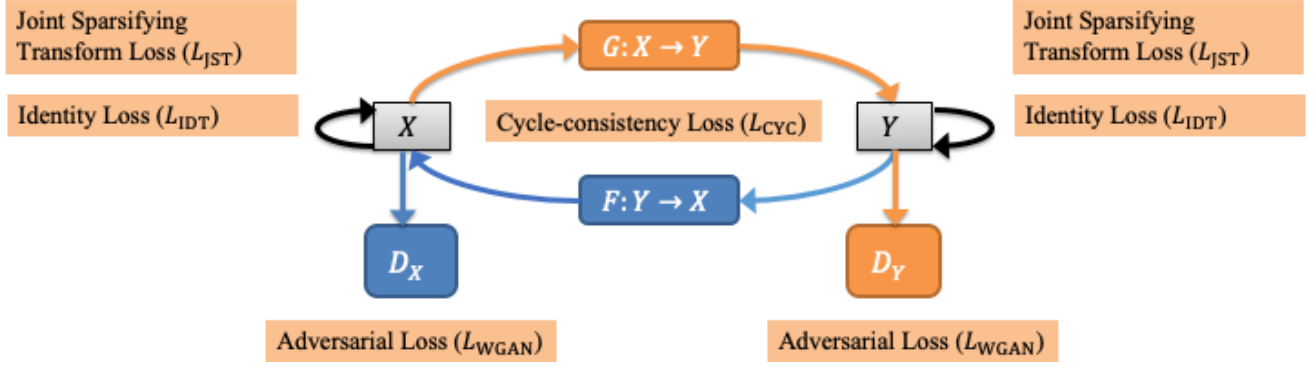 Joint Sparsifying
Transform Loss (L_JST)
G: X → Y
Joint Sparsifying
Transform Loss (L_JST)
Identity Loss (L_IDT)
X
Cycle-consistency Loss (L_CYC)
Y
Identity Loss (L_IDT)
F: Y → X
D_X
D_Y
Adversarial Loss (L_WGAN)
Adversarial Loss (L_WGAN)